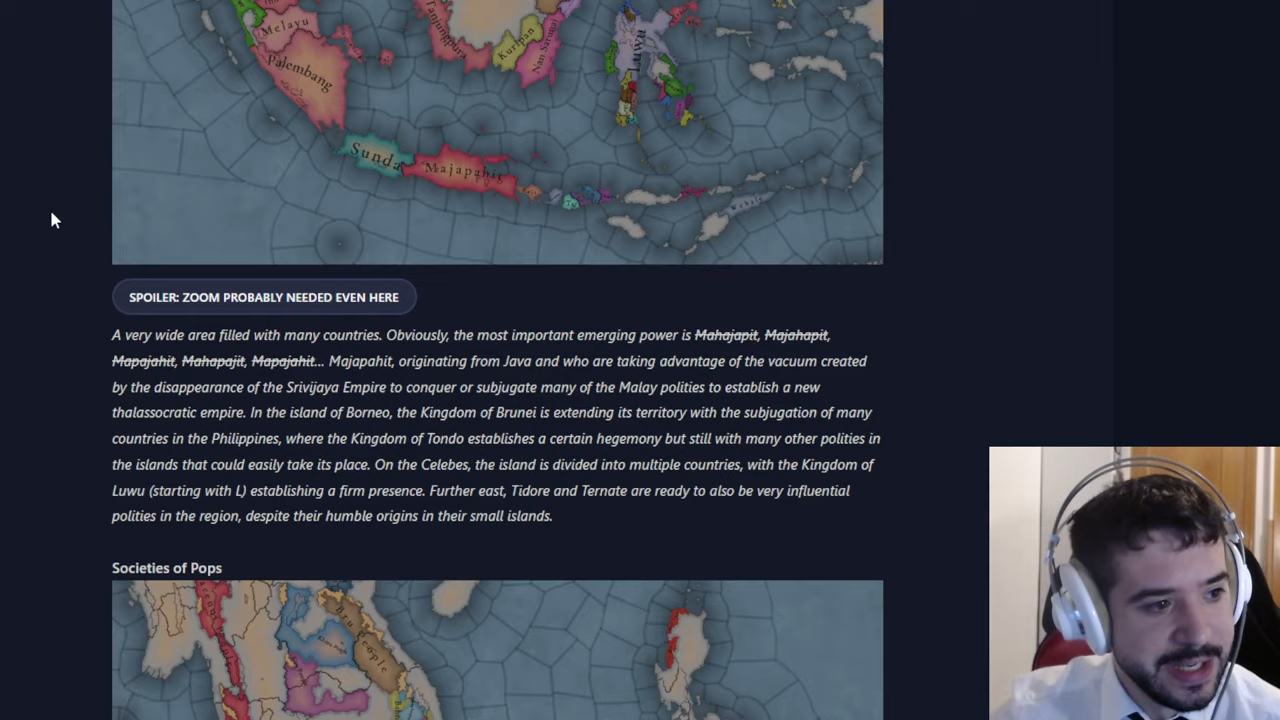 Melayu
Palembang
Tanjungpura
Kuripan
Nan Sarunai
Luwu
Sunda
Majapahit
Wehale
SPOILER: ZOOM PROBABLY NEEDED EVEN HERE
A very wide area filled with many countries. Obviously, the most important emerging power is Mahajapit, Majahapit,
Mapajahit, Mahapajit, Mapajahit... Majapahit, originating from Java and who are taking advantage of the vacuum created
by the disappearance of the Srivijaya Empire to conquer or subjugate many of the Malay polities to establish a new
thalassocratic empire. In the island of Borneo, the Kingdom of Brunei is extending its territory with the subjugation of many
countries in the Philippines, where the Kingdom of Tondo establishes a certain hegemony but still with many other polities in
the islands that could easily take its place. On the Celebes, the island is divided into multiple countries, with the Kingdom of
Luwu (starting with L) establishing a firm presence. Further east, Tidore and Ternate are ready to also be very influential
polities in the region, despite their humble origins in their small islands.
Societies of Pops
Bru People